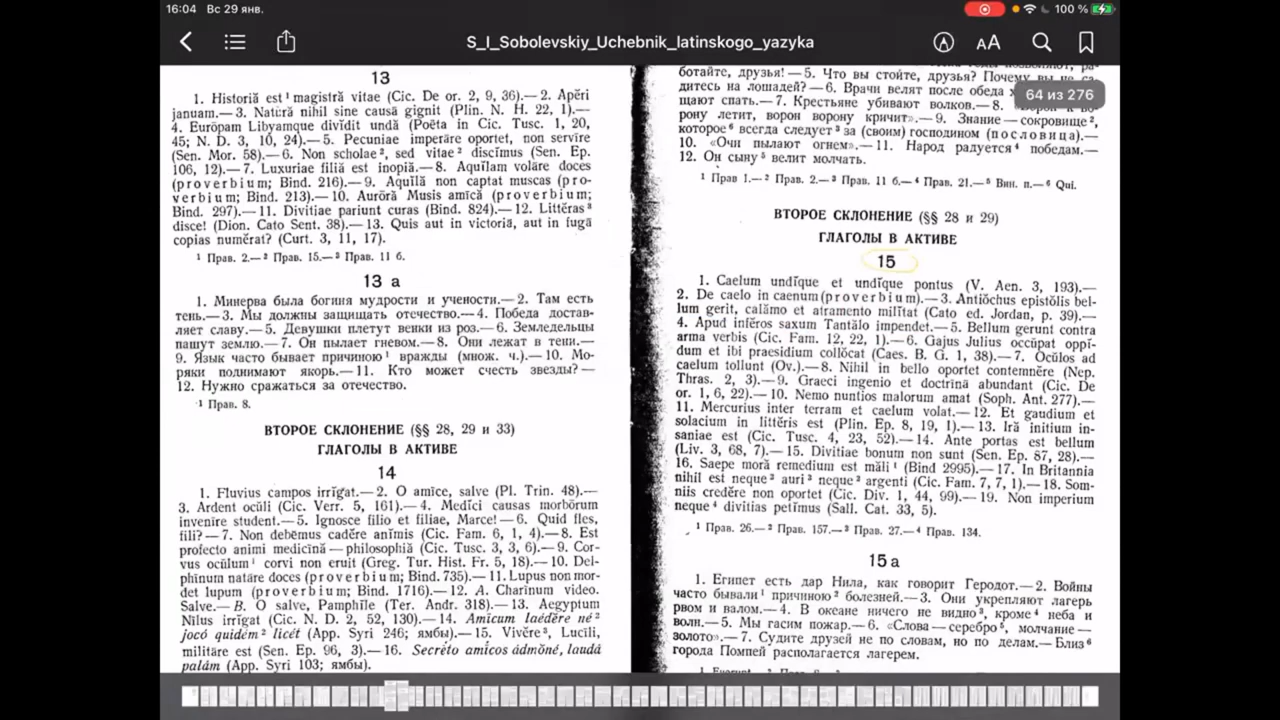 16:04 Вс 29 янв.
100 %
S_I_Sobolevskiy_Uchebnik_latinskogo_yazyka
AA
64 из 276
13
1. Historiă est¹ magistră vitae (Cic. De or. 2, 9, 36).— 2. Apĕri
januam.— 3. Natūră nihil sine causā gignit (Plin. N. H. 22, 1).—
4. Eurōpam Libyamque divĭdit undă (Poëta in Cic. Tusc. 1, 20,
45; N. D. 3, 10, 24).— 5. Pecuniae imperāre oportet, non servīre
(Sen. Mor. 58).— 6. Non scholae², sed vitae² discĭmus (Sen. Ep.
106, 12).— 7. Luxuriae filiă est inopiă.— 8. Aquĭlam volāre doces
(proverbium; Bind. 216).— 9. Aquĭlă non captat muscas (pro-
verbium; Bind. 213).— 10. Aurōră Musis amīcă (proverbium;
Bind. 297).— 11. Divitiae pariunt curas (Bind. 824).— 12. Littĕras³
disce! (Dion. Cato Sent. 38).— 13. Quis aut in victoriā, aut in fugā
copias numĕrat? (Curt. 3, 11, 17).
¹ Прав. 2.— ² Прав. 15.— ³ Прав. 11 б.
13 а
1. Минерва была богиня мудрости и учености.— 2. Там есть
тень.— 3. Мы должны защищать отечество.— 4. Победа достав-
ляет славу.— 5. Девушки плетут венки из роз.— 6. Земледельцы
пашут землю.— 7. Он пылает гневом.— 8. Они лежат в тени.—
9. Язык часто бывает причиною¹ вражды (множ. ч.).— 10. Мо-
ряки поднимают якорь.— 11. Кто может счесть звезды? —
12. Нужно сражаться за отечество.
¹ Прав. 8.
ВТОРОЕ СКЛОНЕНИЕ (§§ 28, 29 и 33)
ГЛАГОЛЫ В АКТИВЕ
14
1. Fluvius campos irrĭgat.— 2. O amīce, salve (Pl. Trin. 48).—
3. Ardent ocŭli (Cic. Verr. 5, 161).— 4. Medĭci causas morbōrum
invenīre student.— 5. Ignosce filio et filiae, Marce! — 6. Quid fles,
fili? — 7. Non debēmus cadĕre anĭmis (Cic. Fam. 6, 1, 4).— 8. Est
profecto animi medicīnă — philosophiă (Cic. Tusc. 3, 3, 6).— 9. Cor-
vus ocŭlum¹ corvi non eruit (Greg. Tur. Hist. Fr. 5, 18).— 10. Del-
phīnum natāre doces (proverbium; Bind. 735).— 11. Lupus non mor-
det lupum (proverbium; Bind. 1716).— 12. A. Charīnum video.
Salve.— B. O salve, Pamphĭle (Ter. Andr. 318).— 13. Aegyptum
Nilus irrĭgat (Cic. N. D. 2, 52, 130).— 14. Amīcum laédĕre né²
jocó quidém² licét (App. Syri 246; ямбы).— 15. Vivĕre³, Lucīli,
militāre est (Sen. Ep. 96, 3).— 16. Secréto amícos ádmŏné, laudá
palám (App. Syri 103; ямбы).
ботайте, друзья! — 5. Что вы стоите, друзья? Почему вы не са-
дитесь на лошадей? — 6. Врачи велят после обеда
щают спать.— 7. Крестьяне убивают волков.— 8.
рону летит, ворон ворону кричит».— 9. Знание — сокровище²,
которое⁶ всегда следует³ за (своим) господином (пословица).—
10. «Очи пылают огнем».— 11. Народ радуется⁴ победам.—
12. Он сыну⁵ велит молчать.
¹ Прав 1.— ² Прав. 2.— ³ Прав. 11 б.— ⁴ Прав. 21.— ⁵ Вин. п.— ⁶ Qui.
ВТОРОЕ СКЛОНЕНИЕ (§§ 28 и 29)
ГЛАГОЛЫ В АКТИВЕ
15
1. Caelum undĭque et undĭque pontus (V. Aen. 3, 193).—
2. De caelo in caenum (proverbium).— 3. Antiŏchus epistŏlis bel-
lum gerit, calămo et atramento milĭtat (Cato ed. Jordan, p. 39).—
4. Apud infĕros saxum Tantălo impendet.— 5. Bellum gerunt contra
arma verbis (Cic. Fam. 12, 22, 1).— 6. Gajus Julius occŭpat oppĭ-
dum et ibi praesidium collŏcat (Caes. B. G. 1, 38).— 7. Ocŭlos ad
caelum tollunt (Ov.).— 8. Nihil in bello oportet contemnĕre (Nep.
Thras. 2, 3).— 9. Graeci ingenio et doctrīnā abundant (Cic. De
or. 1, 6, 22).— 10. Nemo nuntios malorum amat (Soph. Ant. 277).—
11. Mercurius inter terram et caelum volat.— 12. Et gaudium et
solacium in littĕris est (Plin. Ep. 8, 19, 1).— 13. Iră initium in-
saniae est (Cic. Tusc. 4, 23, 52).— 14. Ante portas est bellum
(Liv. 3, 68, 7).— 15. Divitiae bonum non sunt (Sen. Ep. 87, 28).—
16. Saepe moră remedium est măli¹ (Bind 2995).— 17. In Britannia
nihil est neque² auri³ neque² argenti (Cic. Fam. 7, 7, 1).— 18. Som-
niis credĕre non oportet (Cic. Div. 1, 44, 99).— 19. Non imperium
neque⁴ divitias petĭmus (Sall. Cat. 33, 5).
¹ Прав. 26.— ² Прав. 157.— ³ Прав. 27.— ⁴ Прав. 134.
15 а
1. Египет есть дар Нила, как говорит Геродот.— 2. Войны
часто бывали¹ причиною² болезней.— 3. Они укрепляют лагерь
рвом и валом.— 4. В океане ничего не видно³, кроме⁴ неба и
волн.— 5. Мы гасим пожар.— 6. «Слова — серебро⁵, молчание —
золото».— 7. Судите друзей не по словам, но по делам.— Близ⁶
города Помпей располагается лагерем.